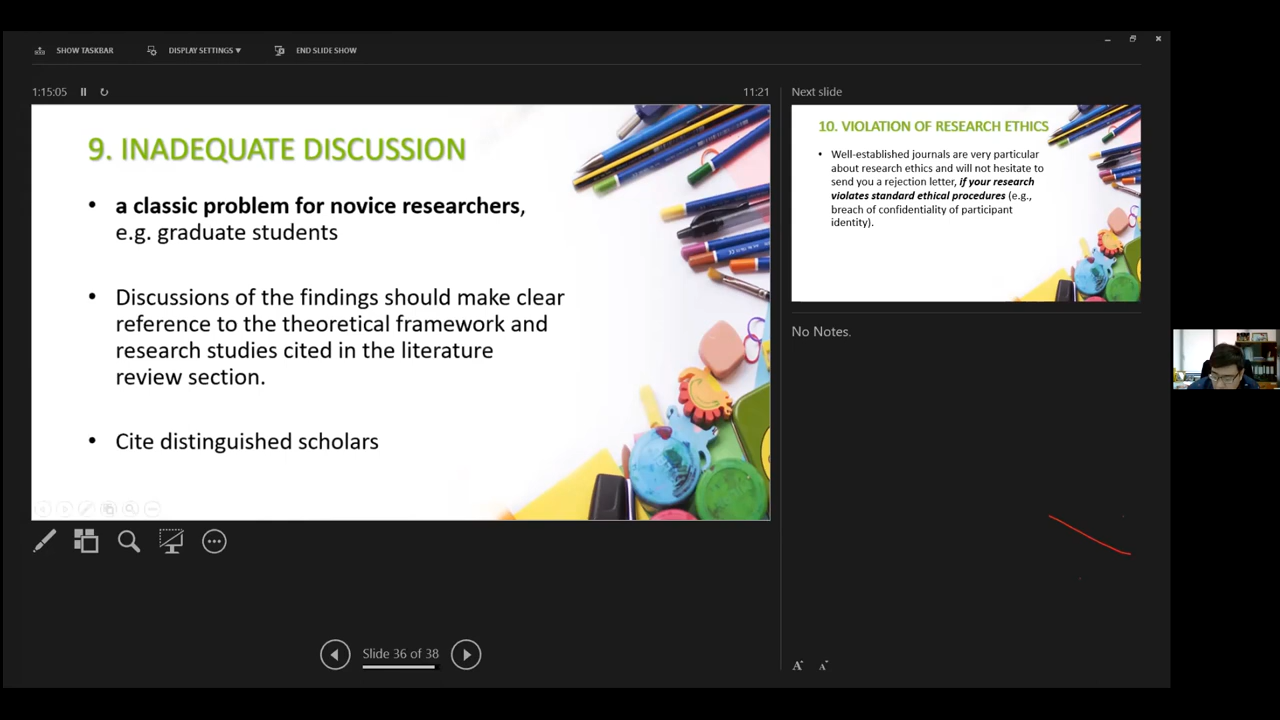 SHOW TASKBAR
DISPLAY SETTINGS ▼
END SLIDE SHOW
1:15:05
11:21
9. INADEQUATE DISCUSSION
• a classic problem for novice researchers,
e.g. graduate students
• Discussions of the findings should make clear
reference to the theoretical framework and
research studies cited in the literature
review section.
• Cite distinguished scholars
Slide 36 of 38
Next slide
10. VIOLATION OF RESEARCH ETHICS
• Well-established journals are very particular
about research ethics and will not hesitate to
send you a rejection letter, if your research
violates standard ethical procedures (e.g.,
breach of confidentiality of participant
identity).
No Notes.
A A